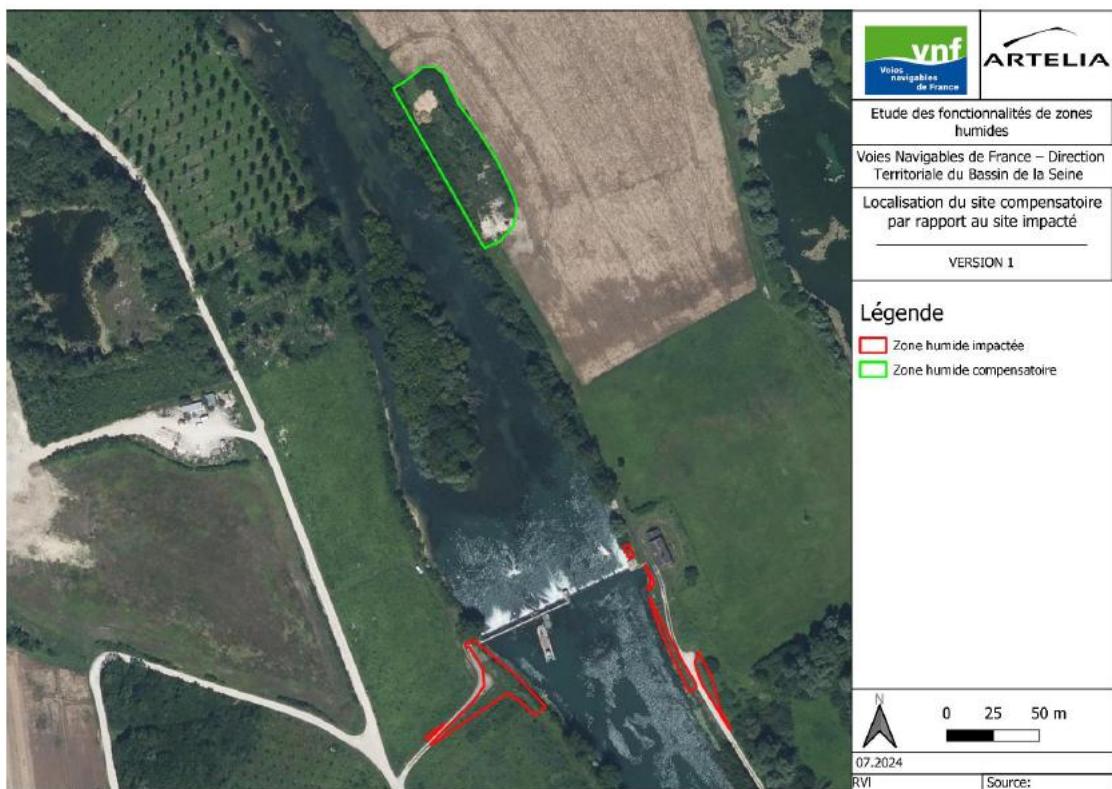 vnf
Voies
navigables
de France
ARTELIA
Etude des fonctionnalités de zones
humides
Voies Navigables de France – Direction
Territoriale du Bassin de la Seine
Localisation du site compensatoire
par rapport au site impacté
VERSION 1
Légende
Zone humide impactée
Zone humide compensatoire
N
0 25 50 m
07.2024
RVI Source: